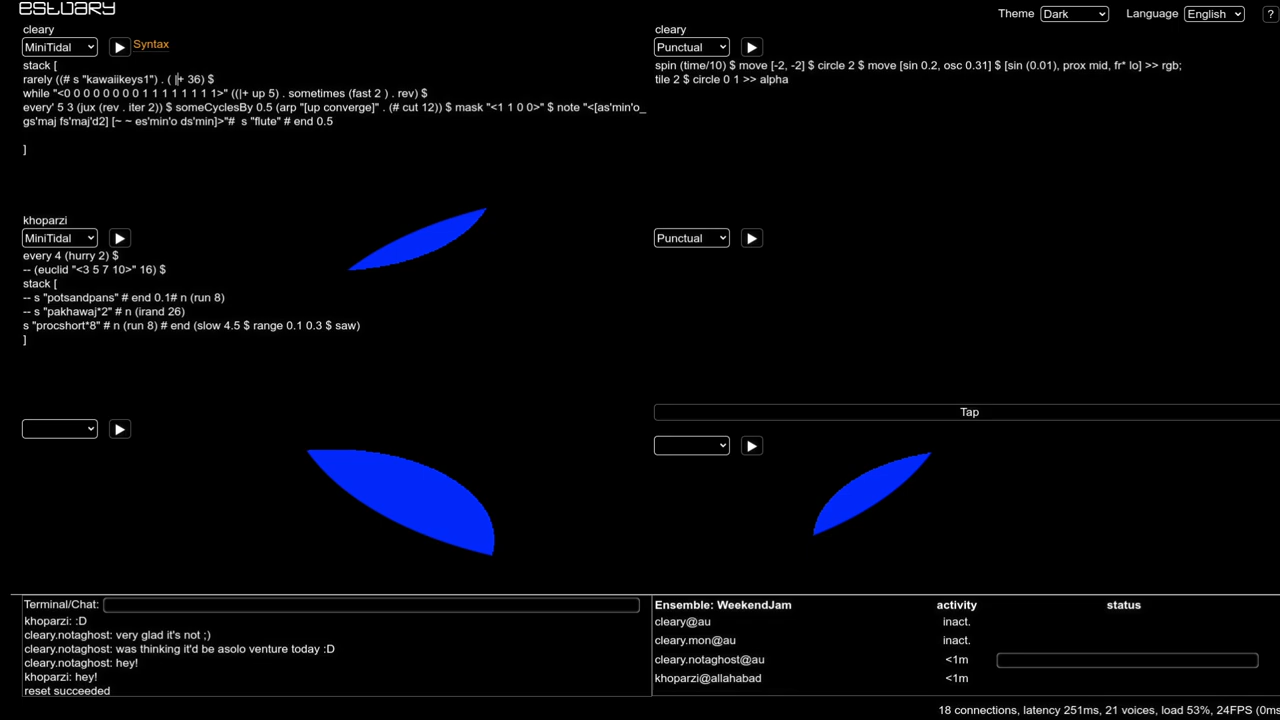 estuary
Theme Dark Language English ?
cleary
MiniTidal Syntax
stack [
rarely ((# s "kawaiikeys1") . ( |+ 36) $
while "<0 0 0 0 0 0 0 0 1 1 1 1 1 1 1 1>" ((|+ up 5) . sometimes (fast 2 ) . rev) $
every' 5 3 (jux (rev . iter 2)) $ someCyclesBy 0.5 (arp "[up converge]" . (# cut 12)) $ mask "<1 1 0 0>" $ note "<[as'min'o_
gs'maj fs'maj'd2] [~ ~ es'min'o ds'min]>"# s "flute" # end 0.5
]
cleary
Punctual
spin (time/10) $ move [-2, -2] $ circle 2 $ move [sin 0.2, osc 0.31] $ [sin (0.01), prox mid, fr* lo] >> rgb;
tile 2 $ circle 0 1 >> alpha
khoparzi
MiniTidal
every 4 (hurry 2) $
-- (euclid "<3 5 7 10>" 16) $
stack [
-- s "potsandpans" # end 0.1# n (run 8)
-- s "pakhawaj*2" # n (irand 26)
s "procshort*8" # n (run 8) # end (slow 4.5 $ range 0.1 0.3 $ saw)
]
Punctual
Tap
Terminal/Chat:
khoparzi: :D
cleary.notaghost: very glad it's not ;)
cleary.notaghost: was thinking it'd be asolo venture today :D
cleary.notaghost: hey!
khoparzi: hey!
reset succeeded
Ensemble: WeekendJam activity status
cleary@au inact.
cleary.mon@au inact.
cleary.notaghost@au <1m
khoparzi@allahabad <1m
18 connections, latency 251ms, 21 voices, load 53%, 24FPS (0ms